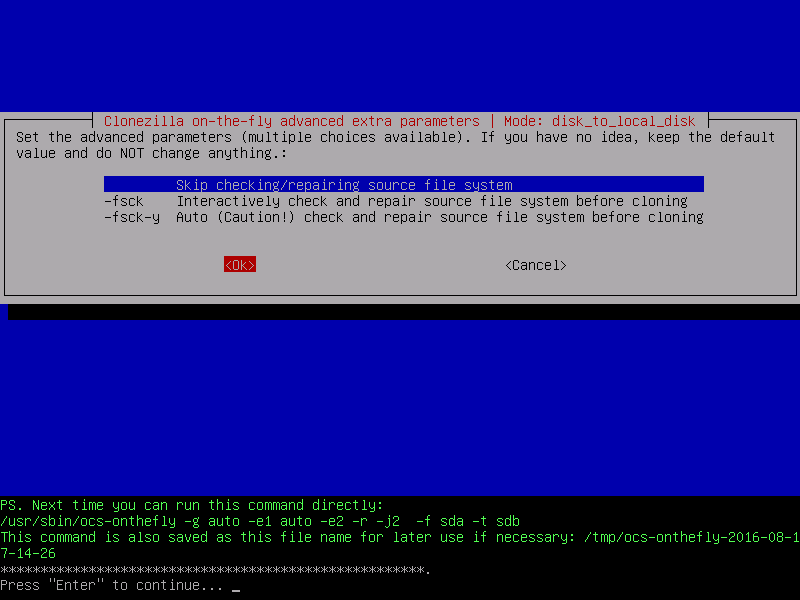 Clonezilla on-the-fly advanced extra parameters | Mode: disk_to_local_disk
Set the advanced parameters (multiple choices available). If you have no idea, keep the default
value and do NOT change anything.:
Skip checking/repairing source file system
-fsck Interactively check and repair source file system before cloning
-fsck-y Auto (Caution!) check and repair source file system before cloning
<Ok> <Cancel>
PS. Next time you can run this command directly:
/usr/sbin/ocs-onthefly -g auto -e1 auto -e2 -r -j2  -f sda -t sdb
This command is also saved as this file name for later use if necessary: /tmp/ocs-onthefly-2016-08-1
7-14-26
*****************************************************.
Press "Enter" to continue... _